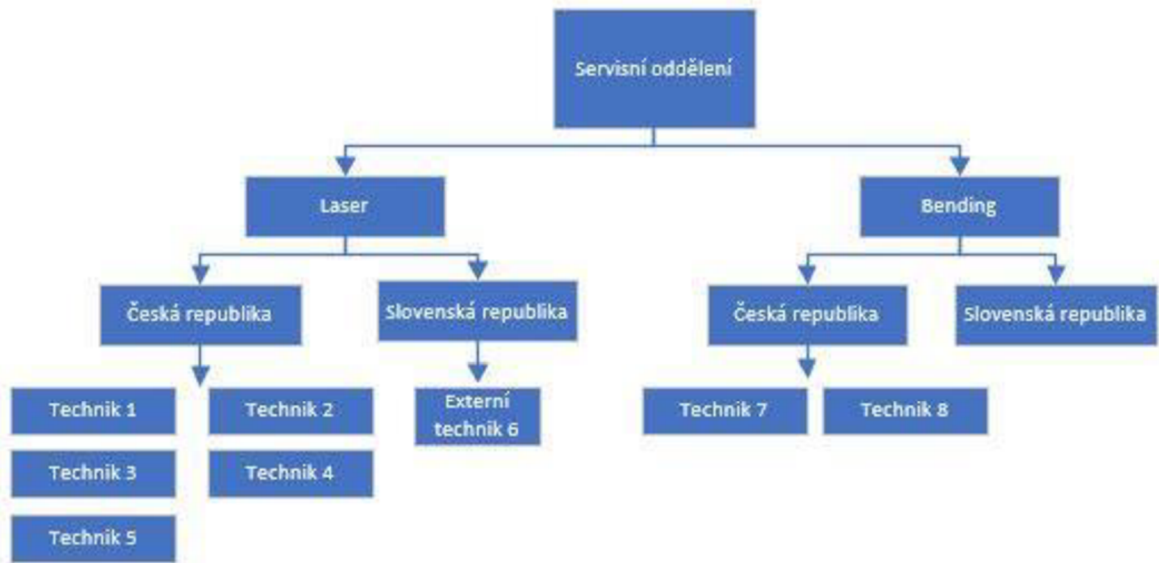 Servisní oddělení
Laser
Bending
Česká republika
Slovenská republika
Česká republika
Slovenská republika
Technik 1
Technik 2
Externí
technik 6
Technik 7
Technik 8
Technik 3
Technik 4
Technik 5